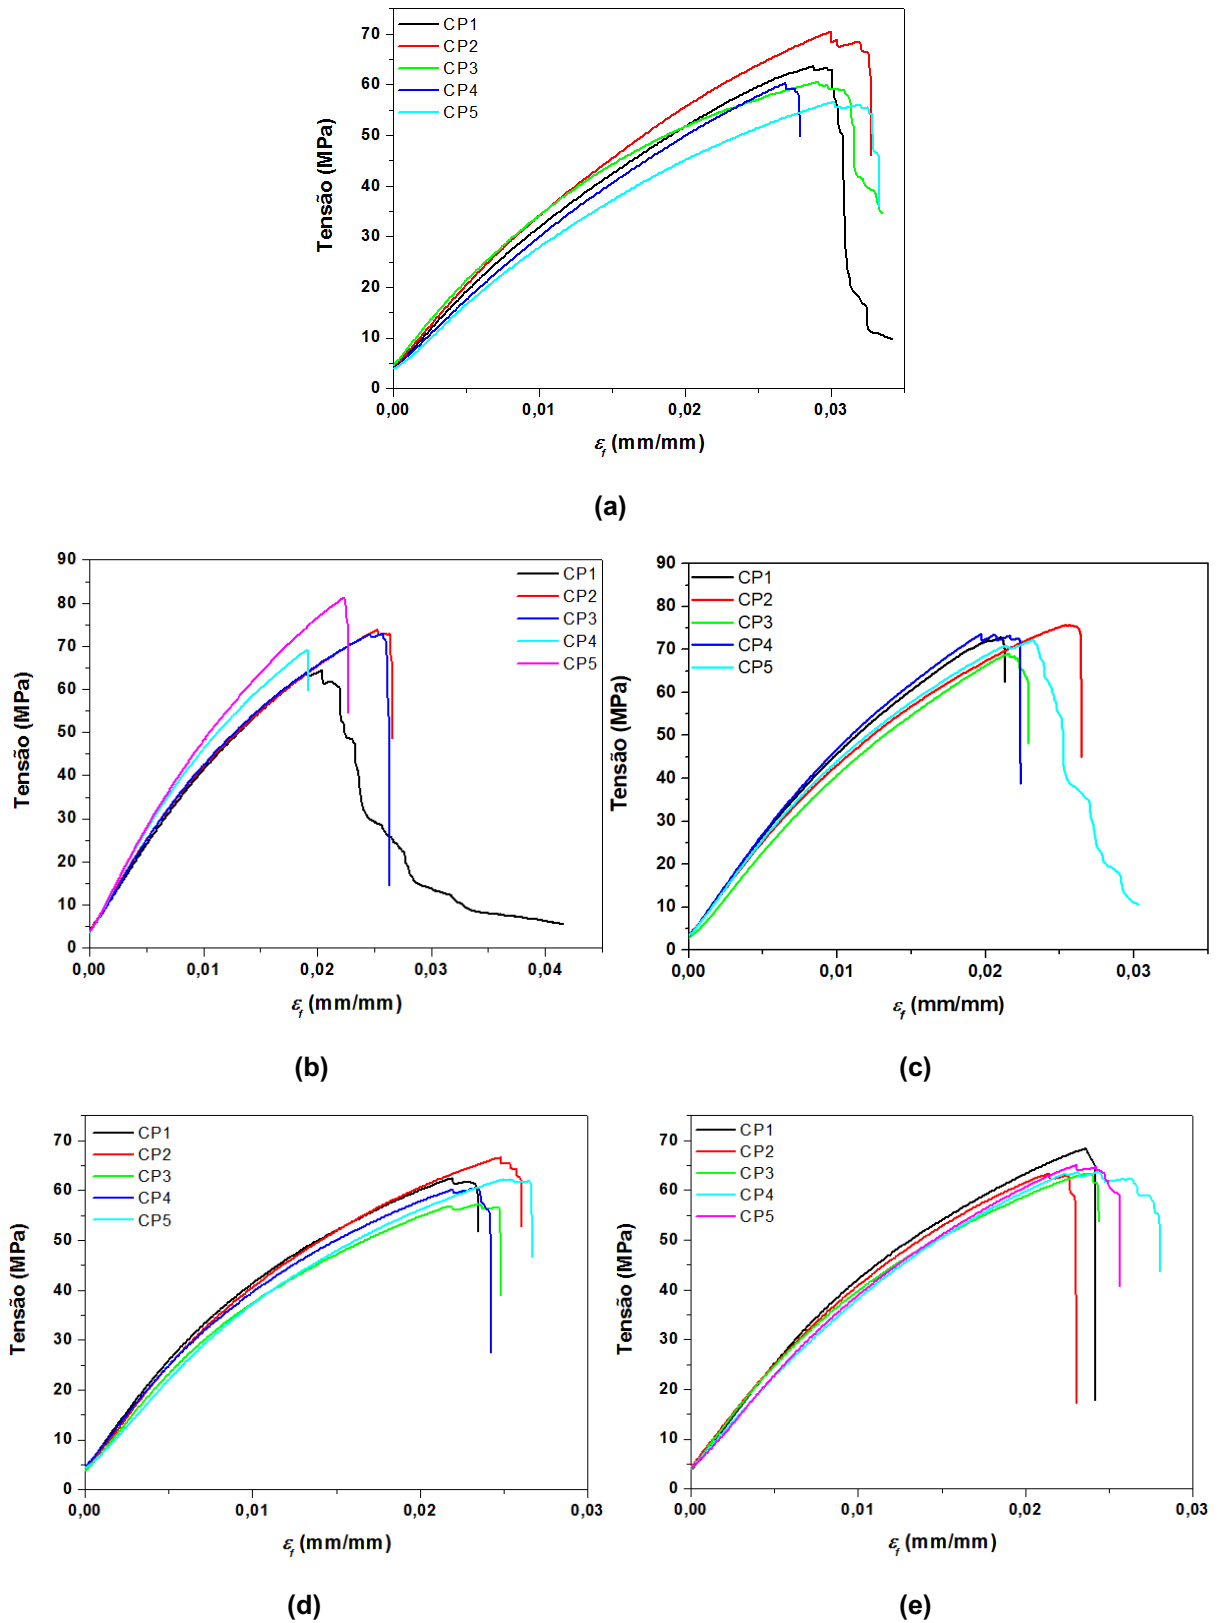 CP1
CP2
CP3
CP4
CP5
70
60
50
40
30
20
10
0
Tensão (MPa)
0,00 0,01 0,02 0,03
εf (mm/mm)
(a)
90
80
70
60
50
40
30
20
10
0
Tensão (MPa)
CP1
CP2
CP3
CP4
CP5
0,00 0,01 0,02 0,03 0,04
εf (mm/mm)
(b)
90
80
70
60
50
40
30
20
10
0
Tensão (MPa)
CP1
CP2
CP3
CP4
CP5
0,00 0,01 0,02 0,03
εf (mm/mm)
(c)
70
60
50
40
30
20
10
0
Tensão (MPa)
CP1
CP2
CP3
CP4
CP5
0,00 0,01 0,02 0,03
εf (mm/mm)
(d)
70
60
50
40
30
20
10
0
Tensão (MPa)
CP1
CP2
CP3
CP4
CP5
0,00 0,01 0,02 0,03
εf (mm/mm)
(e)